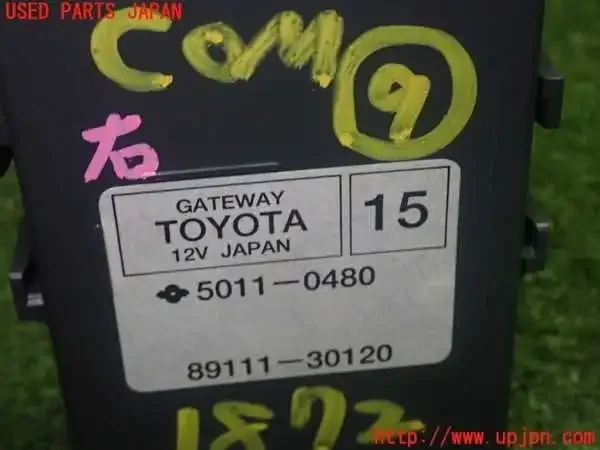 USED PARTS JAPAN
COM 9
右
GATEWAY
TOYOTA
12V JAPAN
15
5011-0480
89111-30120
1872
http://www.upjpn.com